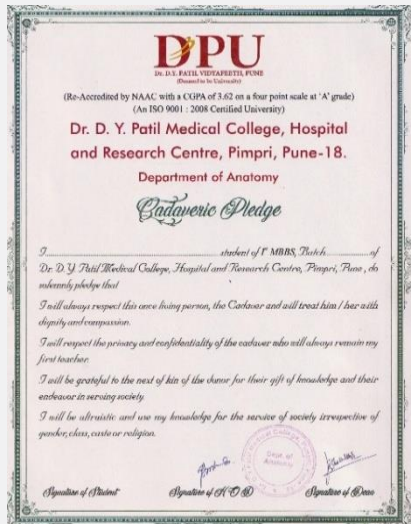 DPU
DR. D.Y. PATIL VIDYAPEETH, PUNE
(Deemed to be University)
(Re-Accredited by NAAC with a CGPA of 3.62 on a four point scale at 'A' grade)
(An ISO 9001 : 2008 Certified University)
Dr. D. Y. Patil Medical College, Hospital
and Research Centre, Pimpri, Pune-18.
Department of Anatomy
Cadaveric Pledge
I.............................................student of Iˢᵗ MBBS, Batch...............of
Dr. D.Y. Patil Medical College, Hospital and Research Centre, Pimpri, Pune , do
solemnly pledge that
I will always respect this once living person, the Cadaver and will treat him / her with
dignity and compassion.
I will respect the privacy and confidentiality of the cadaver who will always remain my
first teacher.
I will be grateful to the next of kin of the donor for their gift of knowledge and their
endeavor in serving society.
I will be altruistic and use my knowledge for the service of society irrespective of
gender, class, caste or religion.
Dept. of
Anatomy
Signature of Student
Signature of H O D
Signature of Dean